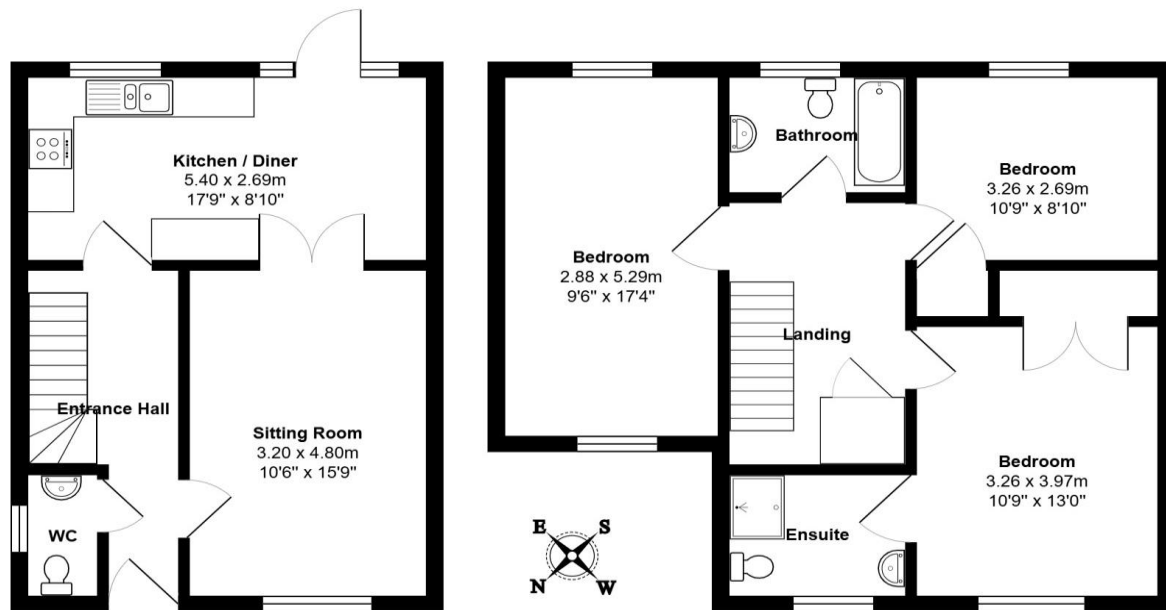 Kitchen / Diner
5.40 x 2.69m
17'9" x 8'10"
Entrance Hall
Sitting Room
3.20 x 4.80m
10'6" x 15'9"
WC
Bathroom
Bedroom
3.26 x 2.69m
10'9" x 8'10"
Bedroom
2.88 x 5.29m
9'6" x 17'4"
Landing
Bedroom
3.26 x 3.97m
10'9" x 13'0"
Ensuite
E S
N W